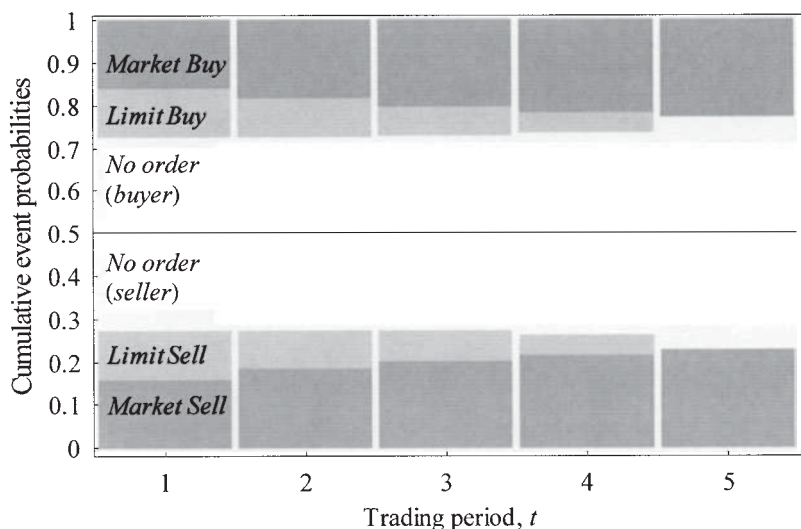 Cumulative event probabilities
1
0.9
0.8
0.7
0.6
0.5
0.4
0.3
0.2
0.1
0
Market Buy
Limit Buy
No order
(buyer)
No order
(seller)
Limit Sell
Market Sell
1 2 3 4 5
Trading period, t